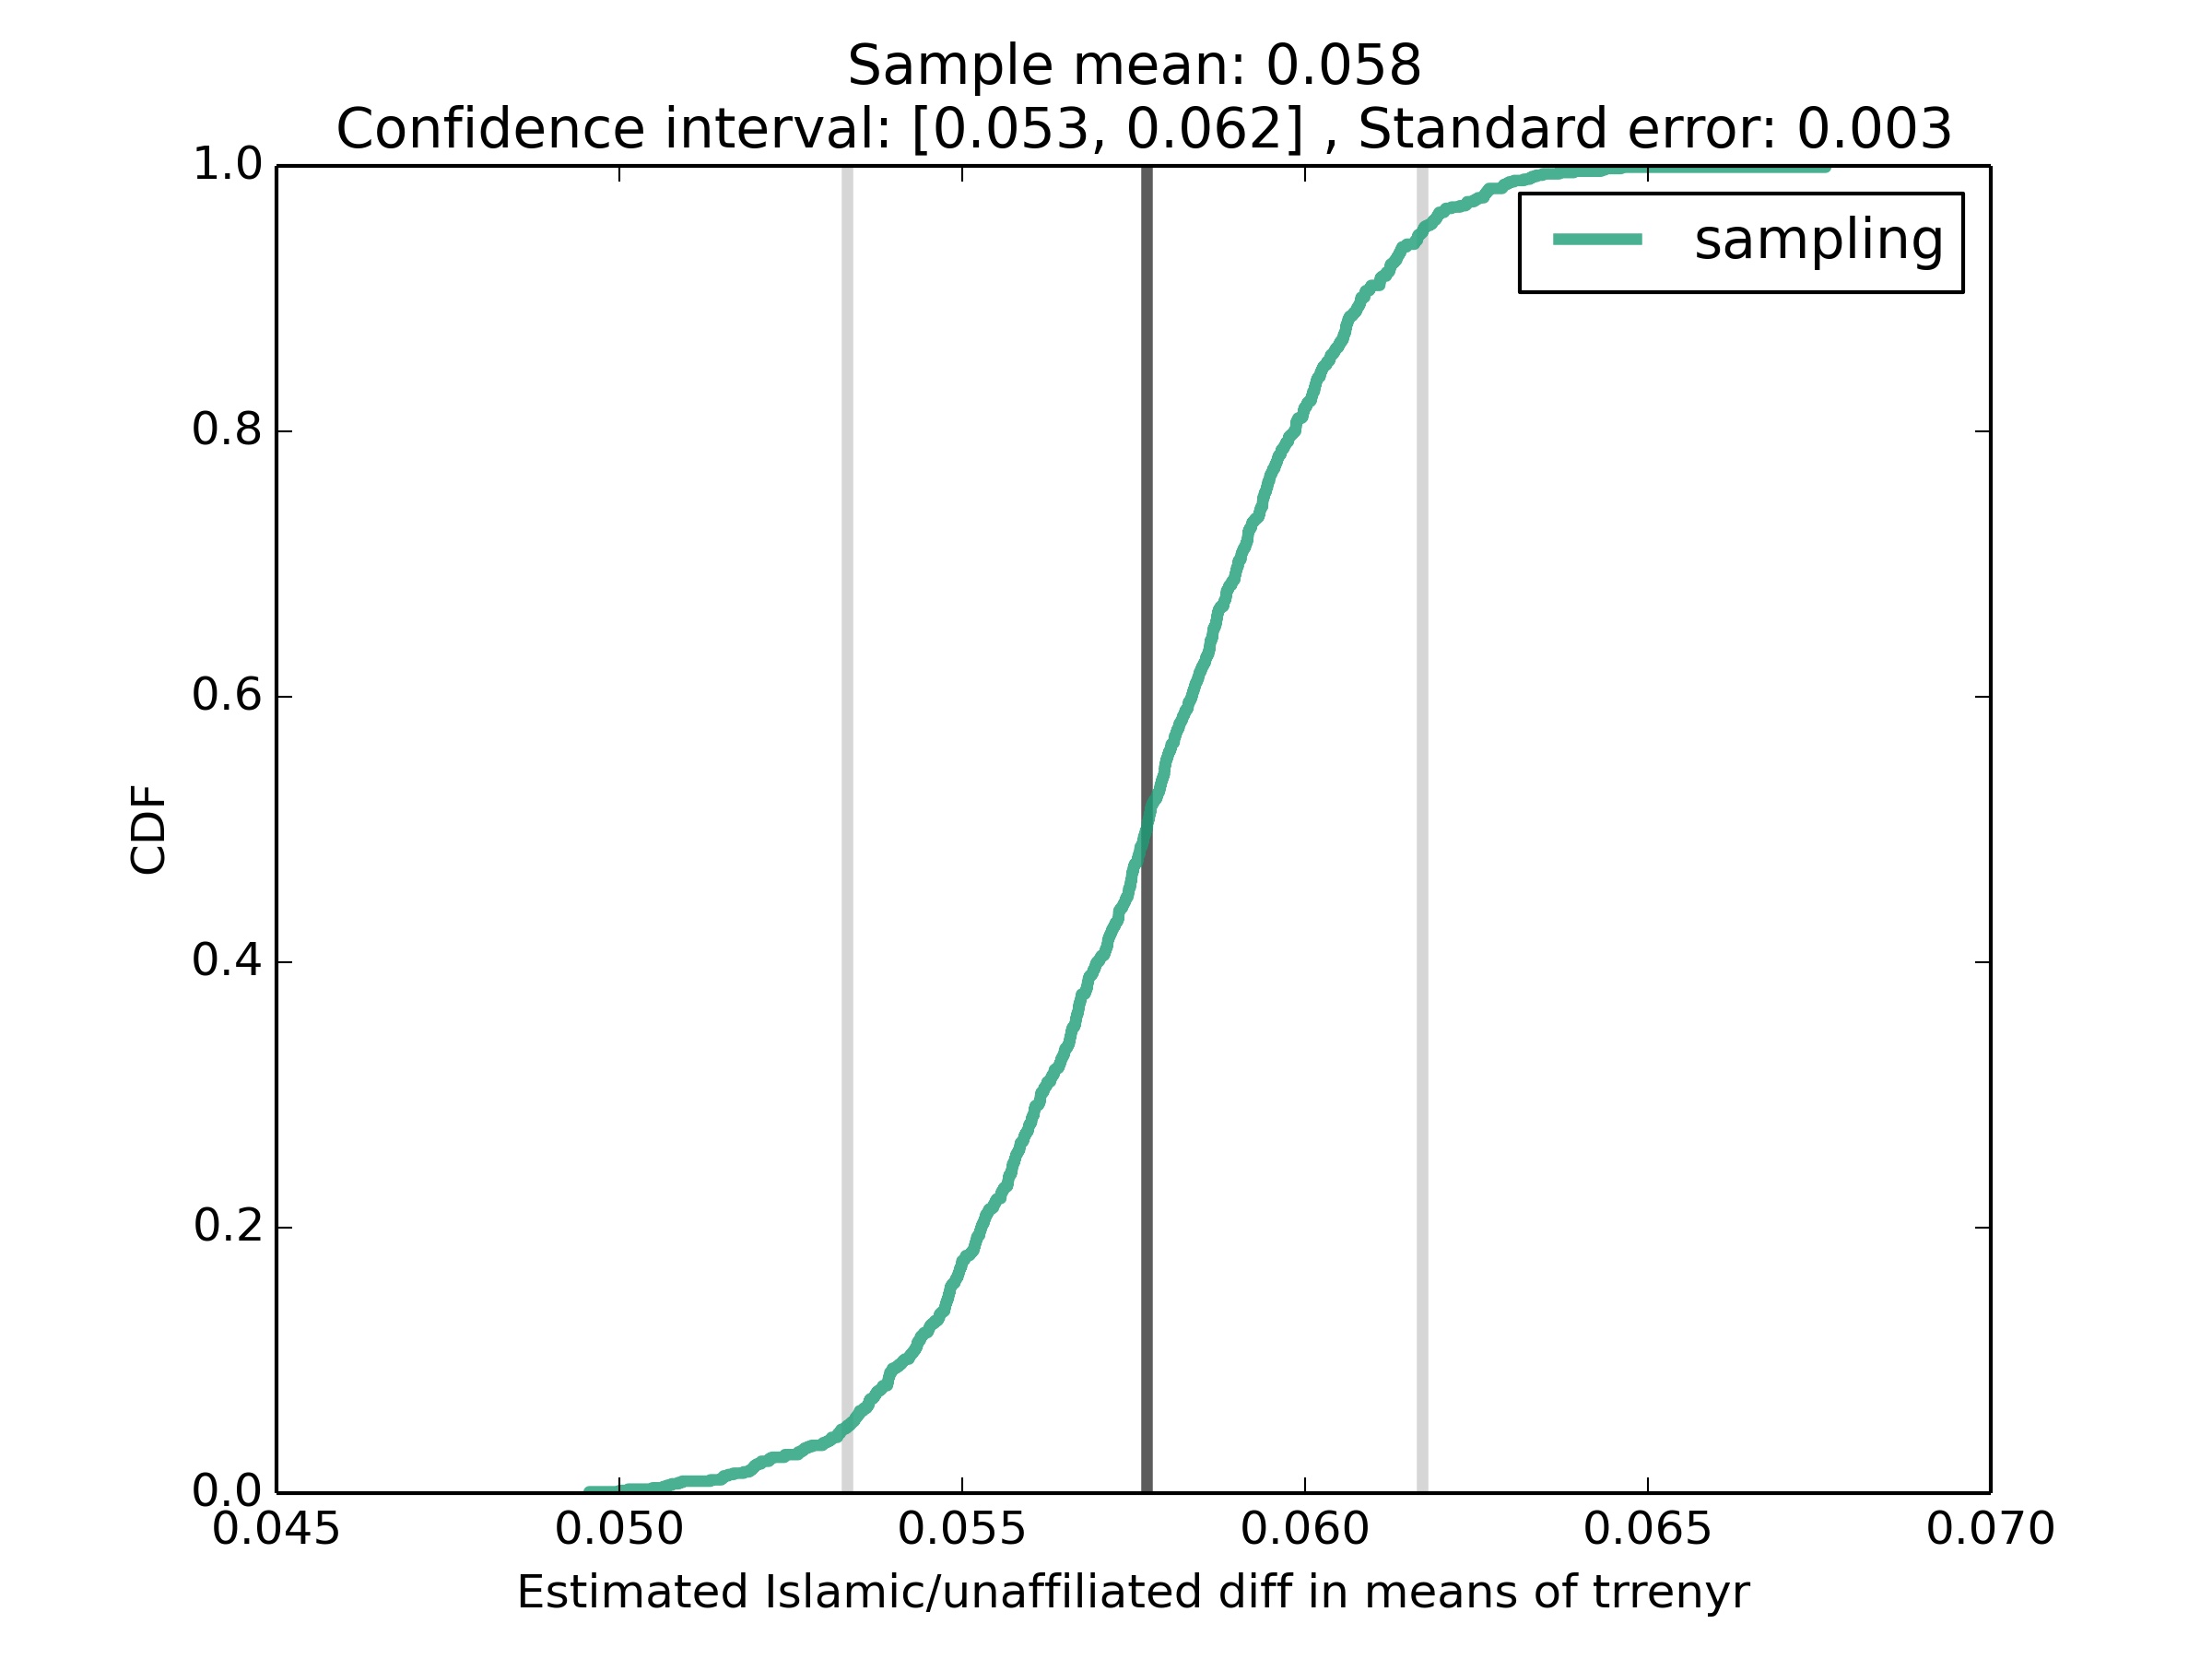 Sample mean: 0.058
Confidence interval: [0.053, 0.062] , Standard error: 0.003
1.0
0.8
0.6
0.4
0.2
0.0
sampling
CDF
0.045 0.050 0.055 0.060 0.065 0.070
Estimated Islamic/unaffiliated diff in means of trrenyr